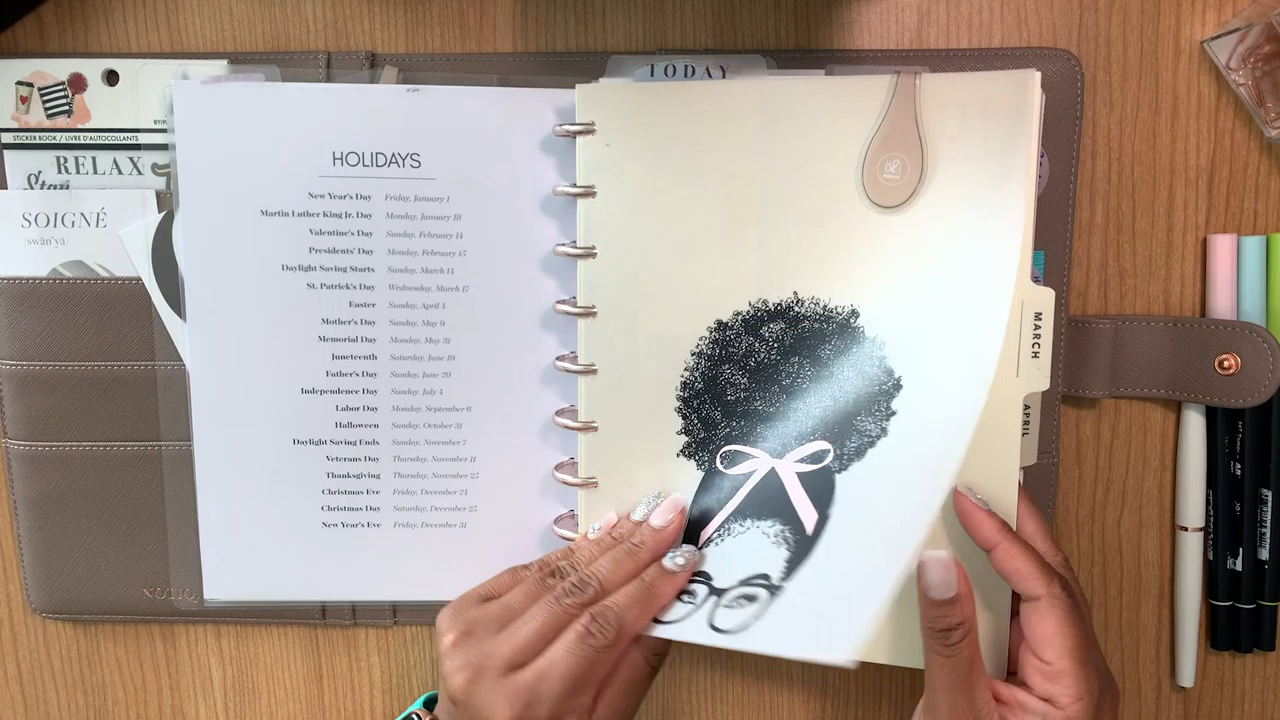 TODAY
STICKER BOOK / LIVRE D'AUTOCOLLANTS
RELAX
SOIGNÉ
[swän'yā]
HOLIDAYS
New Year's Day Friday, January 1
Martin Luther King Jr. Day Monday, January 18
Valentine's Day Sunday, February 14
Presidents' Day Monday, February 15
Daylight Saving Starts Sunday, March 14
St. Patrick's Day Wednesday, March 17
Easter Sunday, April 4
Mother's Day Sunday, May 9
Memorial Day Monday, May 31
Juneteenth Saturday, June 19
Father's Day Sunday, June 20
Independence Day Sunday, July 4
Labor Day Monday, September 6
Halloween Sunday, October 31
Daylight Saving Ends Sunday, November 7
Veterans Day Thursday, November 11
Thanksgiving Thursday, November 25
Christmas Eve Friday, December 24
Christmas Day Saturday, December 25
New Year's Eve Friday, December 31
MARCH
APRIL